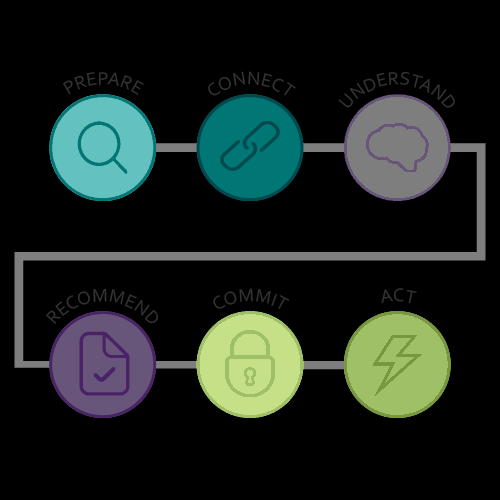 PREPARE
CONNECT
UNDERSTAND
RECOMMEND
COMMIT
ACT